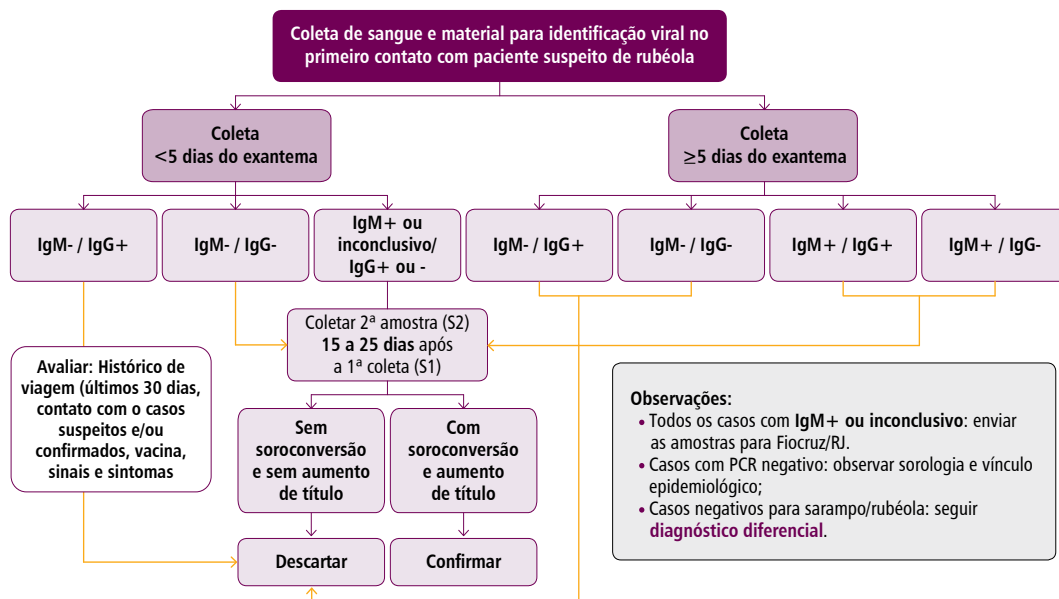 Coleta de sangue e material para identificação viral no
primeiro contato com paciente suspeito de rubéola
Coleta
<5 dias do exantema
Coleta
≥5 dias do exantema
IgM- / IgG+
IgM- / IgG-
IgM+ ou
inconclusivo/
IgG+ ou -
IgM- / IgG+
IgM- / IgG-
IgM+ / IgG+
IgM+ / IgG-
Coletar 2ª amostra (S2)
15 a 25 dias após
a 1ª coleta (S1)
Avaliar: Histórico de
viagem (últimos 30 dias,
contato com o casos
suspeitos e/ou
confirmados, vacina,
sinais e sintomas
Sem
soroconversão
e sem aumento
de título
Com
soroconversão
e aumento
de título
Descartar
Confirmar
Observações:
• Todos os casos com IgM+ ou inconclusivo: enviar
as amostras para Fiocruz/RJ.
• Casos com PCR negativo: observar sorologia e vínculo
epidemiológico;
• Casos negativos para sarampo/rubéola: seguir
diagnóstico diferencial.